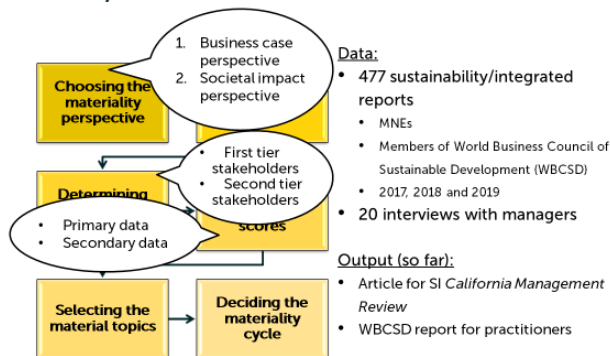 1. Business case
perspective
2. Societal impact
perspective
Choosing the
materiality
perspective
• First tier
stakeholders
• Second tier
stakeholders
Determining
scores
• Primary data
• Secondary data
Selecting the
material topics
Deciding the
materiality
cycle
Data:
• 477 sustainability/integrated
reports
• MNEs
• Members of World Business Council of
Sustainable Development (WBCSD)
• 2017, 2018 and 2019
• 20 interviews with managers
Output (so far):
• Article for SI California Management
Review
• WBCSD report for practitioners